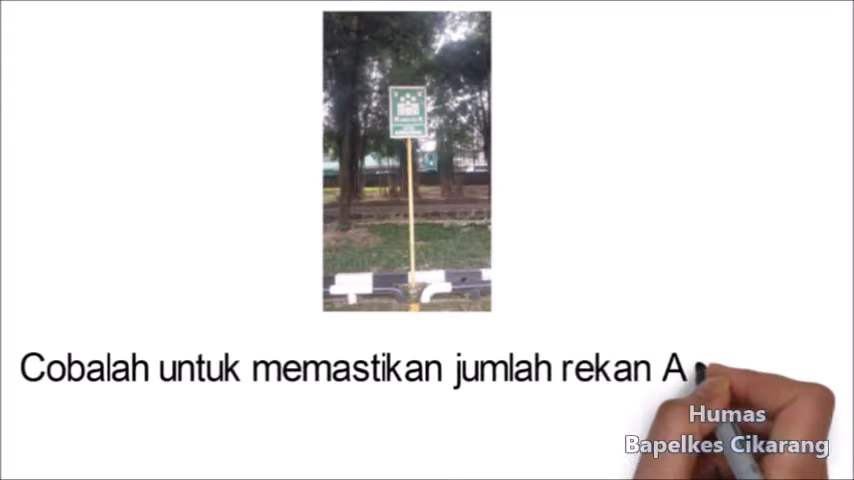 Cobalah untuk memastikan jumlah rekan A
Humas
Bapelkes Cikarang